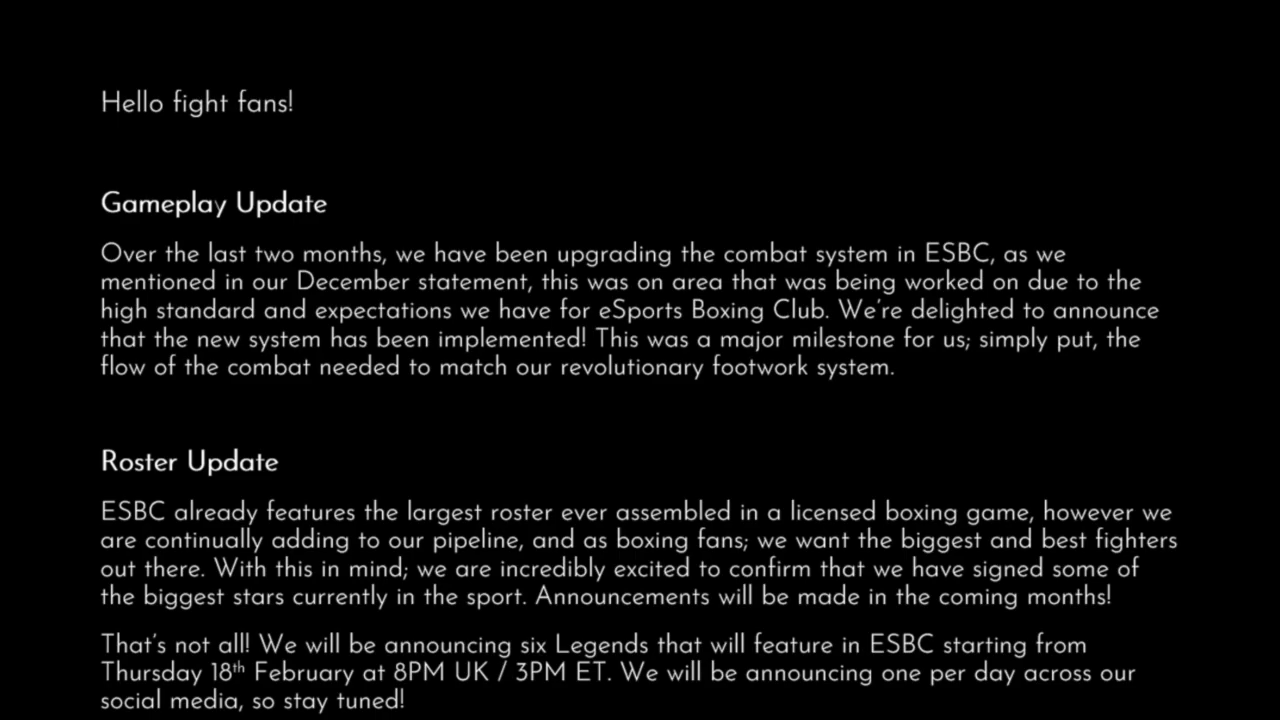 Hello fight fans!
Gameplay Update
Over the last two months, we have been upgrading the combat system in ESBC, as we
mentioned in our December statement, this was on area that was being worked on due to the
high standard and expectations we have for eSports Boxing Club. We're delighted to announce
that the new system has been implemented! This was a major milestone for us; simply put, the
flow of the combat needed to match our revolutionary footwork system.
Roster Update
ESBC already features the largest roster ever assembled in a licensed boxing game, however we
are continually adding to our pipeline, and as boxing fans; we want the biggest and best fighters
out there. With this in mind; we are incredibly excited to confirm that we have signed some of
the biggest stars currently in the sport. Announcements will be made in the coming months!
That's not all! We will be announcing six Legends that will feature in ESBC starting from
Thursday 18th February at 8PM UK / 3PM ET. We will be announcing one per day across our
social media, so stay tuned!